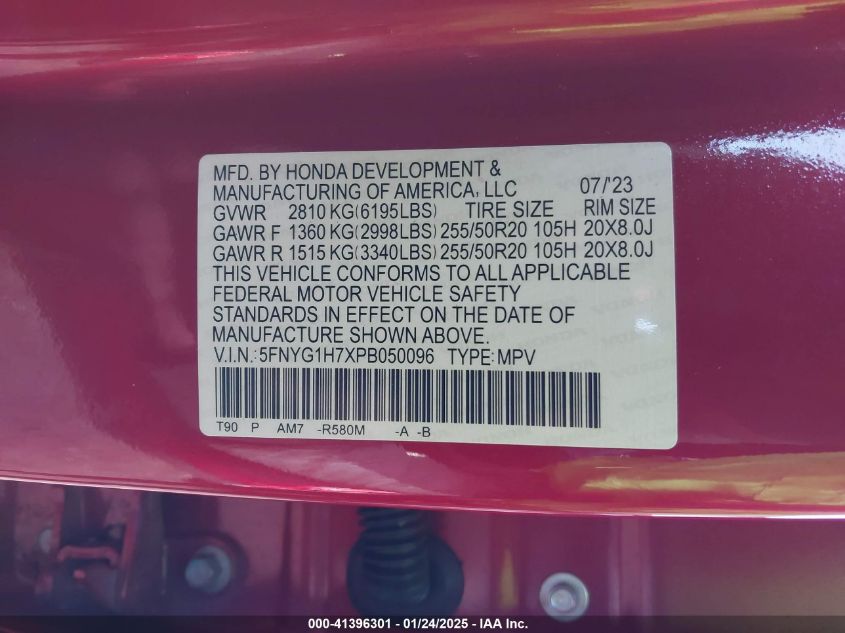 MFD. BY HONDA DEVELOPMENT &
MANUFACTURING OF AMERICA, LLC 07/'23
GVWR 2810 KG(6195LBS) TIRE SIZE RIM SIZE
GAWR F 1360 KG(2998LBS) 255/50R20 105H 20X8.0J
GAWR R 1515 KG(3340LBS) 255/50R20 105H 20X8.0J
THIS VEHICLE CONFORMS TO ALL APPLICABLE
FEDERAL MOTOR VEHICLE SAFETY
STANDARDS IN EFFECT ON THE DATE OF
MANUFACTURE SHOWN ABOVE.
V.I.N.:5FNYG1H7XPB050096 TYPE:MPV
T90 P AM7 -R580M -A -B
000-41396301 - 01/24/2025 - IAA Inc.